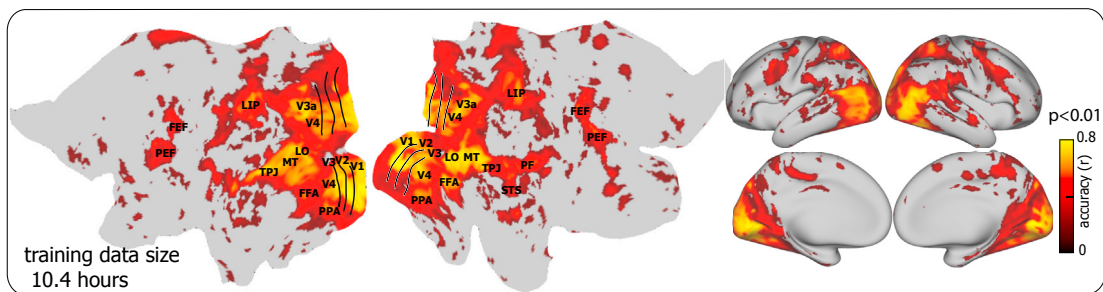 LIP
V3a
V4
FEF
PEF
LO
MT
TPJ
V3
V2
V1
V4
FFA
PPA
V3a
V4
LIP
FEF
PEF
V1
V2
V3
LO MT
TPJ
PF
V4
FFA
STS
PPA
training data size
10.4 hours
p<0.01
0.8
accuracy (r)
0